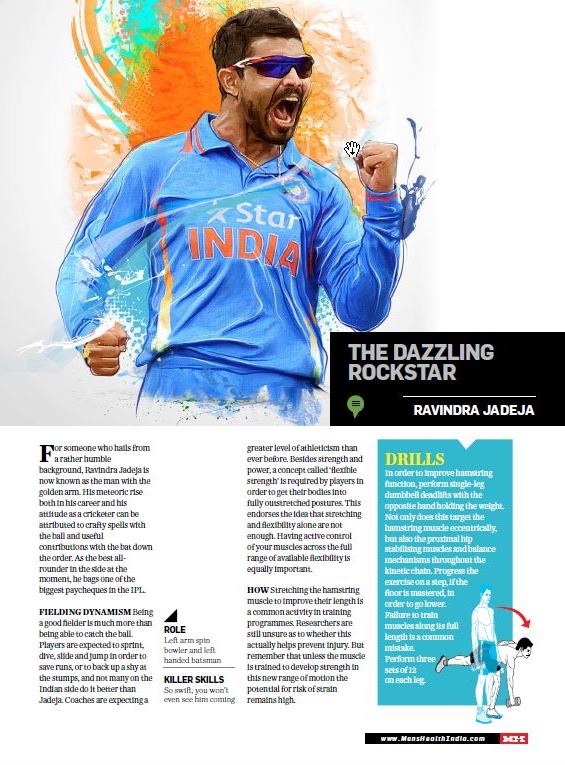 Star
INDIA
THE DAZZLING
ROCKSTAR
RAVINDRA JADEJA
For someone who hails from
a rather humble
background, Ravindra Jadeja is
now known as the man with the
golden arm. His meteoric rise
both in his career and his
attitude as a cricketer can be
attributed to crafty spells with
the ball and useful
contributions with the bat down
the order. As the best all-
rounder in the side at the
moment, he bags one of the
biggest paycheques in the IPL.
FIELDING DYNAMISM Being
a good fielder is much more than
being able to catch the ball.
Players are expected to sprint,
dive, slide and jump in order to
save runs, or to back up a shy at
the stumps, and not many on the
Indian side do it better than
Jadeja. Coaches are expecting a
ROLE
Left arm spin
bowler and left
handed batsman
KILLER SKILLS
So swift, you won't
even see him coming
greater level of athleticism than
ever before. Besides strength and
power, a concept called 'flexible
strength' is required by players in
order to get their bodies into
fully outstretched postures. This
endorses the idea that stretching
and flexibility alone are not
enough. Having active control
of your muscles across the full
range of available flexibility is
equally important.
HOW Stretching the hamstring
muscle to improve their length is
a common activity in training
programmes. Researchers are
still unsure as to whether this
actually helps prevent injury. But
remember that unless the muscle
is trained to develop strength in
this new range of motion the
potential for risk of strain
remains high.
DRILLS
In order to improve hamstring
function, perform single-leg
dumbbell deadlifts with the
opposite hand holding the weight.
Not only does this target the
hamstring muscle eccentrically,
but also the proximal hip
stabilising muscles and balance
mechanisms throughout the
kinetic chain. Progress the
exercise on a step, if the
floor is mastered, in
order to go lower.
Failure to train
muscles along its full
length is a common
mistake.
Perform three
sets of 12
on each leg.
www.MensHealthIndia.com
MH